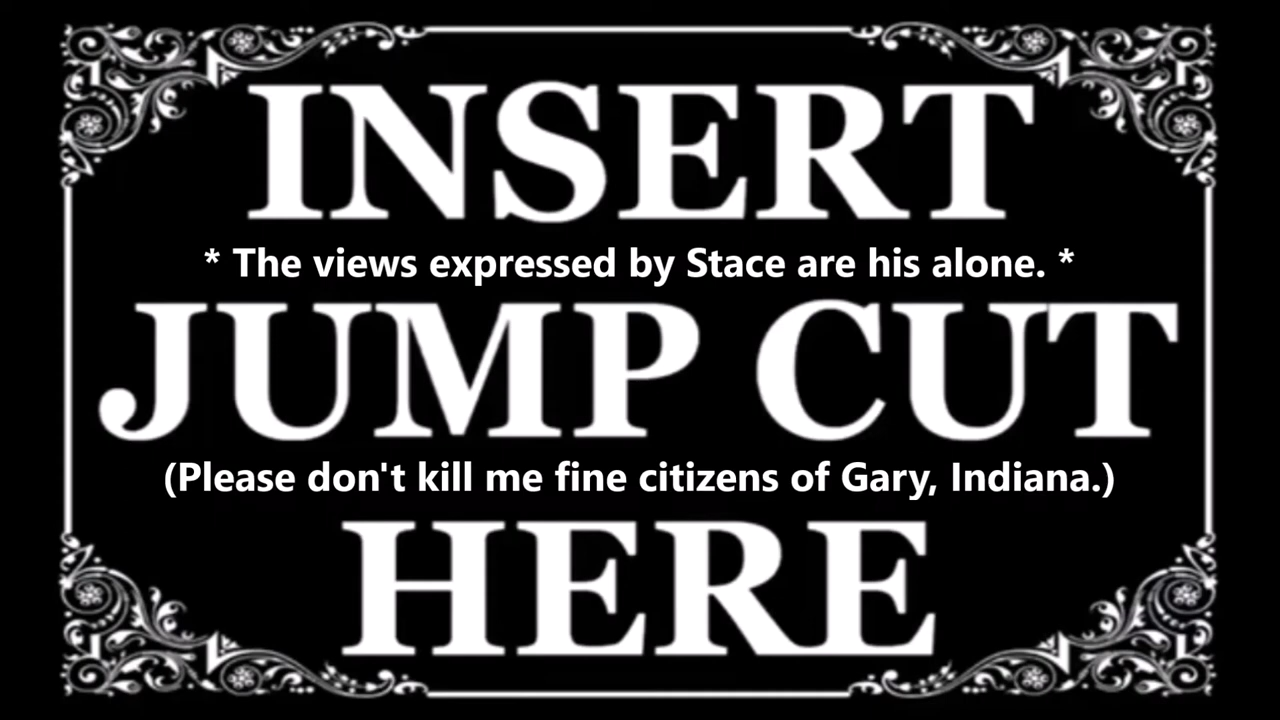 INSERT
* The views expressed by Stace are his alone. *
JUMP CUT
(Please don't kill me fine citizens of Gary, Indiana.)
HERE